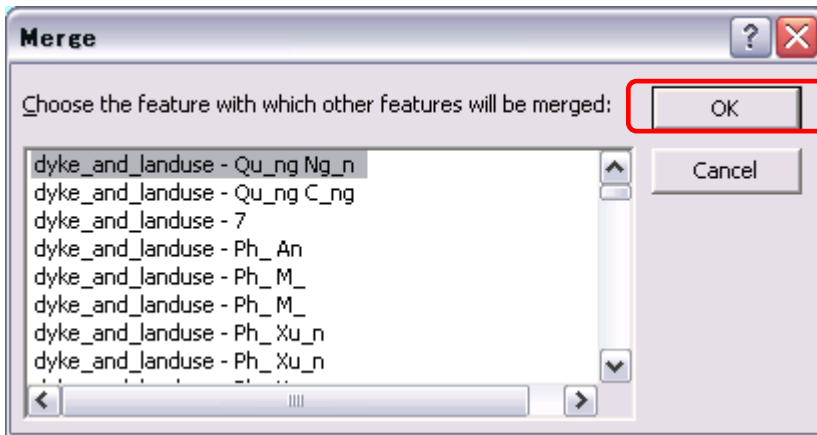 Merge
Choose the feature with which other features will be merged:
OK
dyke_and_landuse - Qu_ng Ng_n
Cancel
dyke_and_landuse - Qu_ng C_ng
dyke_and_landuse - 7
dyke_and_landuse - Ph_ An
dyke_and_landuse - Ph_ M_
dyke_and_landuse - Ph_ M_
dyke_and_landuse - Ph_ Xu_n
dyke_and_landuse - Ph_ Xu_n